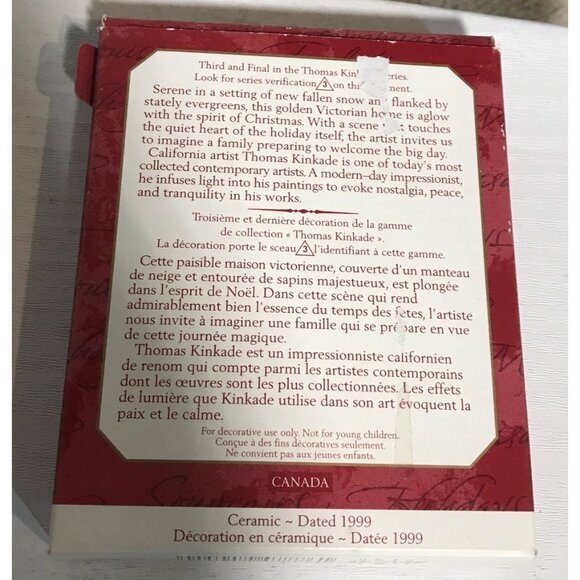 Third and Final in the Thomas Kin eries.
Look for series verification 3 on thi ment.
Serene in a setting of new fallen snow an flanked by
stately evergreens, this golden Victorian home is aglow
with the spirit of Christmas. With a scene t touches
the quiet heart of the holiday itself, the artist invites us
to imagine a family preparing to welcome the big day.
California artist Thomas Kinkade is one of today's most
collected contemporary artists. A modern-day impressionist,
he infuses light into his paintings to evoke nostalgia, peace,
and tranquility in his works.
Troisième et dernière décoration de la gamme
de collection « Thomas Kinkade ».
La décoration porte le sceau 3 l'identifiant à cette gamme.
Cette paisible maison victorienne, couverte d'un manteau
de neige et entourée de sapins majestueux, est plongée
dans l'esprit de Noël. Dans cette scène qui rend
admirablement bien l'essence du temps des fêtes, l'artiste
nous invite à imaginer une famille qui se prépare en vue
de cette journée magique.
Thomas Kinkade est un impressionniste californien
de renom qui compte parmi les artistes contemporains
dont les œuvres sont les plus collectionnées. Les effets
de lumière que Kinkade utilise dans son art évoquent la
paix et le calme.
For decorative use only. Not for young children.
Conçue à des fins décoratives seulement.
Ne convient pas aux jeunes enfants.
CANADA
Ceramic ~ Dated 1999
Décoration en céramique ~ Datée 1999